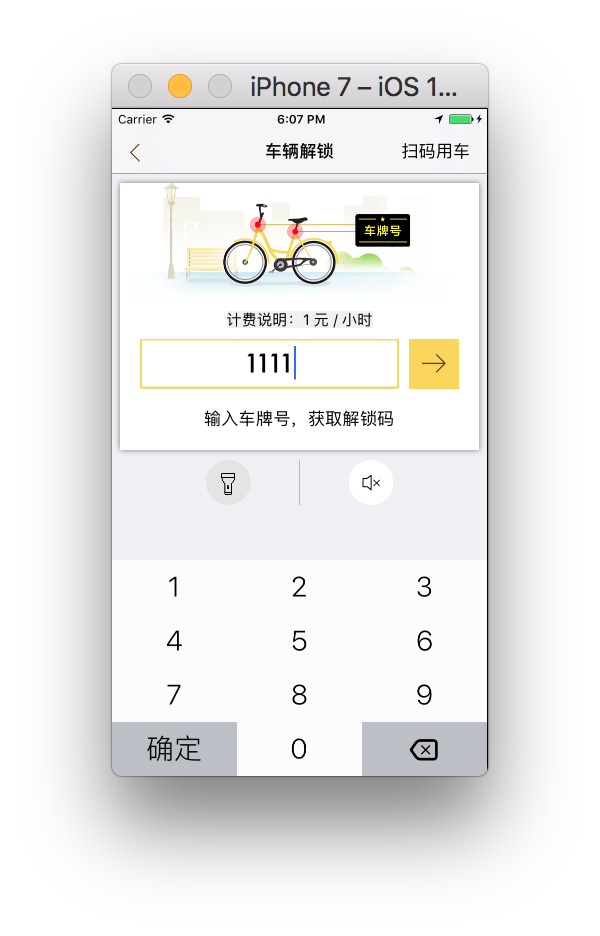 iPhone 7 – iOS 1...
Carrier 6:07 PM
车辆解锁 扫码用车
车牌号
计费说明：1 元 / 小时
1111
输入车牌号，获取解锁码
1 2 3
4 5 6
7 8 9
确定 0